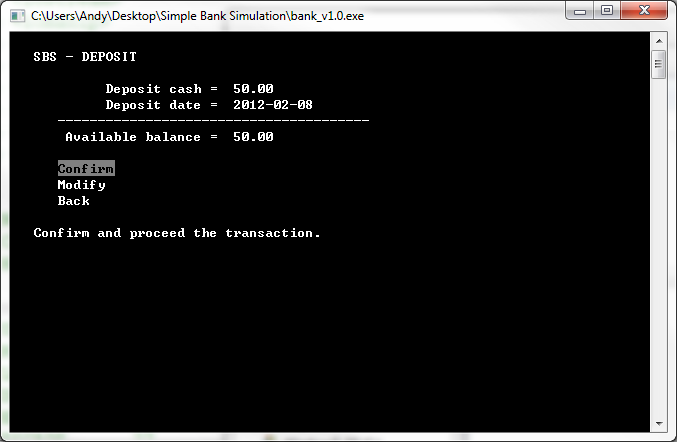 C:\Users\Andy\Desktop\Simple Bank Simulation\bank_v1.0.exe
SBS - DEPOSIT
Deposit cash = 50.00
Deposit date = 2012-02-08
---------------------------------------
Available balance = 50.00
Confirm
Modify
Back
Confirm and proceed the transaction.